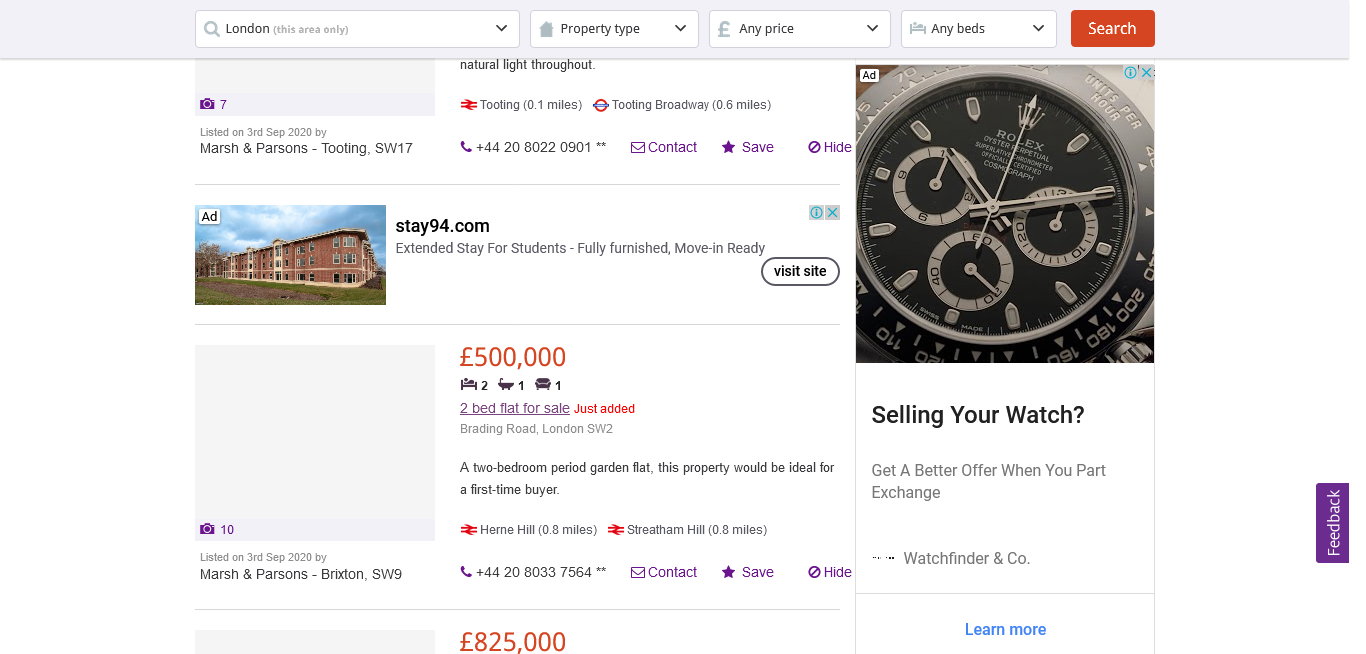 London (this area only)
Property type
Any price
Any beds
Search
natural light throughout.
7
Tooting (0.1 miles)
Tooting Broadway (0.6 miles)
Listed on 3rd Sep 2020 by
Marsh & Parsons - Tooting, SW17
+44 20 8022 0901 **
Contact
Save
Hide
Ad
stay94.com
Extended Stay For Students - Fully furnished, Move-in Ready
visit site
£500,000
2 1 1
2 bed flat for sale Just added
Brading Road, London SW2
A two-bedroom period garden flat, this property would be ideal for
a first-time buyer.
10
Herne Hill (0.8 miles)
Streatham Hill (0.8 miles)
Listed on 3rd Sep 2020 by
Marsh & Parsons - Brixton, SW9
+44 20 8033 7564 **
Contact
Save
Hide
£825,000
Ad
UNITS PER
HOUR
ROLEX
OYSTER PERPETUAL
SUPERLATIVE CHRONOMETER
OFFICIALLY CERTIFIED
COSMOGRAPH
Selling Your Watch?
Get A Better Offer When You Part
Exchange
Watchfinder & Co.
Learn more
Feedback